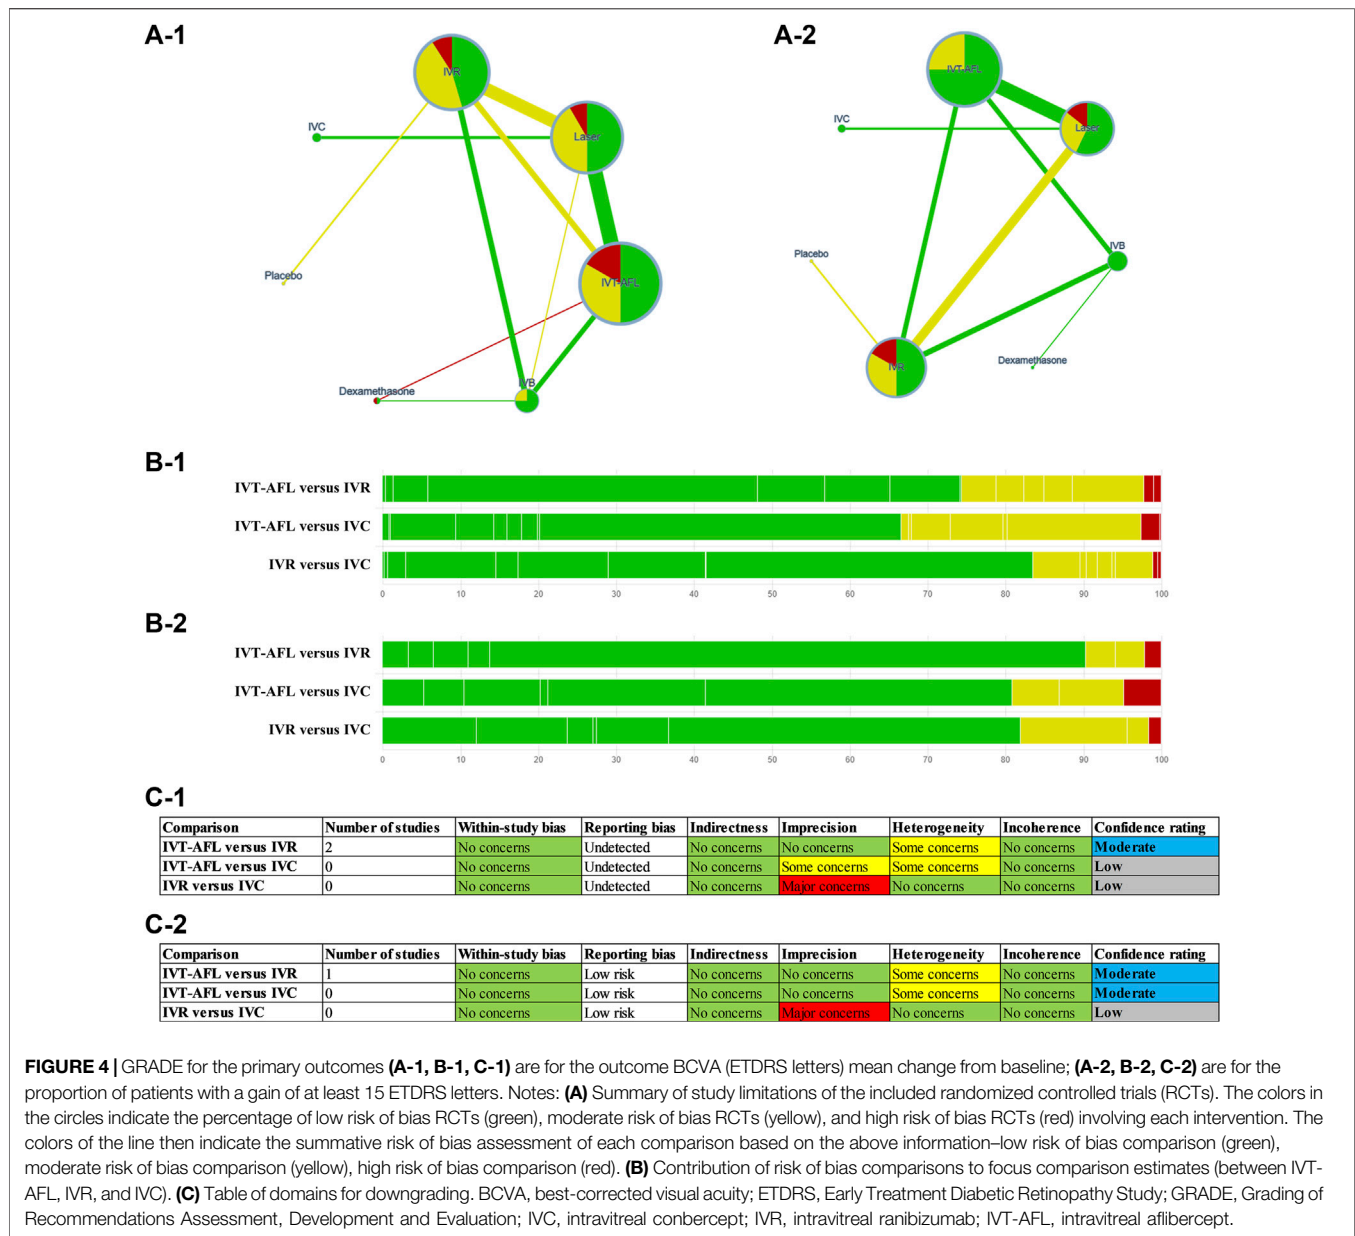 A-1
A-2
IVR
IVC
Laser
Placebo
IVT-AFL
Dexamethasone
IVB
IVT-AFL
IVC
Laser
IVB
Placebo
IVR
Dexamethasone
B-1
IVT-AFL versus IVR
IVT-AFL versus IVC
IVR versus IVC
0 10 20 30 40 50 60 70 80 90 100
B-2
IVT-AFL versus IVR
IVT-AFL versus IVC
IVR versus IVC
0 10 20 30 40 50 60 70 80 90 100
C-1
Comparison Number of studies Within-study bias Reporting bias Indirectness Imprecision Heterogeneity Incoherence Confidence rating
IVT-AFL versus IVR 2 No concerns Undetected No concerns No concerns Some concerns No concerns Moderate
IVT-AFL versus IVC 0 No concerns Undetected No concerns Some concerns Some concerns No concerns Low
IVR versus IVC 0 No concerns Undetected No concerns Major concerns No concerns No concerns Low
C-2
Comparison Number of studies Within-study bias Reporting bias Indirectness Imprecision Heterogeneity Incoherence Confidence rating
IVT-AFL versus IVR 1 No concerns Low risk No concerns No concerns Some concerns No concerns Moderate
IVT-AFL versus IVC 0 No concerns Low risk No concerns No concerns Some concerns No concerns Moderate
IVR versus IVC 0 No concerns Low risk No concerns Major concerns No concerns No concerns Low
FIGURE 4 | GRADE for the primary outcomes (A-1, B-1, C-1) are for the outcome BCVA (ETDRS letters) mean change from baseline; (A-2, B-2, C-2) are for the
proportion of patients with a gain of at least 15 ETDRS letters. Notes: (A) Summary of study limitations of the included randomized controlled trials (RCTs). The colors in
the circles indicate the percentage of low risk of bias RCTs (green), moderate risk of bias RCTs (yellow), and high risk of bias RCTs (red) involving each intervention. The
colors of the line then indicate the summative risk of bias assessment of each comparison based on the above information–low risk of bias comparison (green),
moderate risk of bias comparison (yellow), high risk of bias comparison (red). (B) Contribution of risk of bias comparisons to focus comparison estimates (between IVT-
AFL, IVR, and IVC). (C) Table of domains for downgrading. BCVA, best-corrected visual acuity; ETDRS, Early Treatment Diabetic Retinopathy Study; GRADE, Grading of
Recommendations Assessment, Development and Evaluation; IVC, intravitreal conbercept; IVR, intravitreal ranibizumab; IVT-AFL, intravitreal aflibercept.